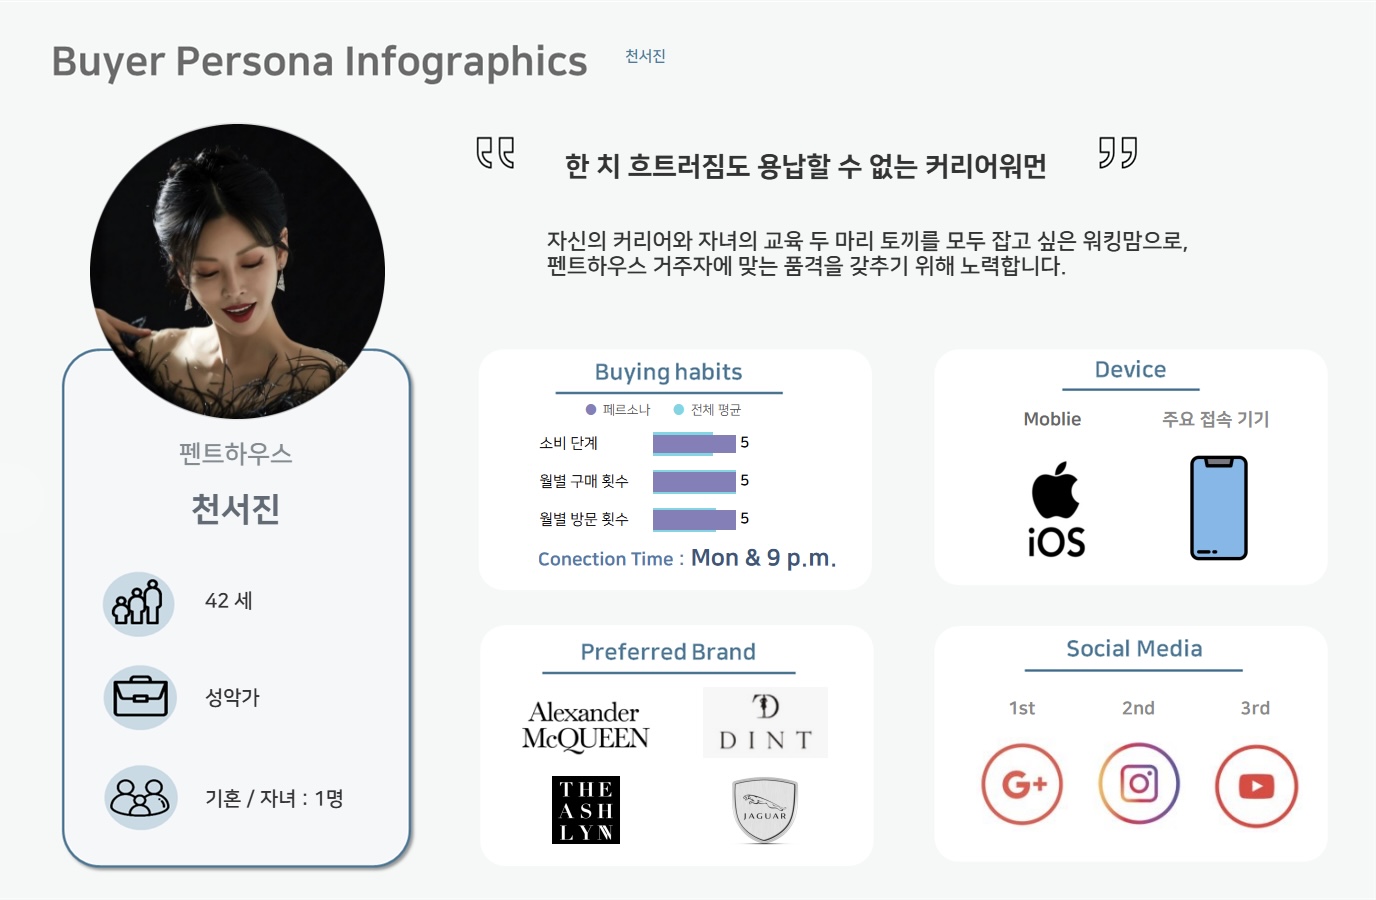 Buyer Persona Infographics
천서진
한 치 흐트러짐도 용납할 수 없는 커리어워먼
자신의 커리어와 자녀의 교육 두 마리 토끼를 모두 잡고 싶은 워킹맘으로,
펜트하우스 거주자에 맞는 품격을 갖추기 위해 노력합니다.
펜트하우스
천서진
42 세
성악가
기혼 / 자녀 : 1명
Buying habits
페르소나 전체 평균
소비 단계 5
월별 구매 횟수 5
월별 방문 횟수 5
Conection Time : Mon & 9 p.m.
Device
Moblie 주요 접속 기기
iOS
Preferred Brand
Alexander
McQUEEN
D
DINT
THE
ASH
LYN
JAGUAR
Social Media
1st 2nd 3rd
G+